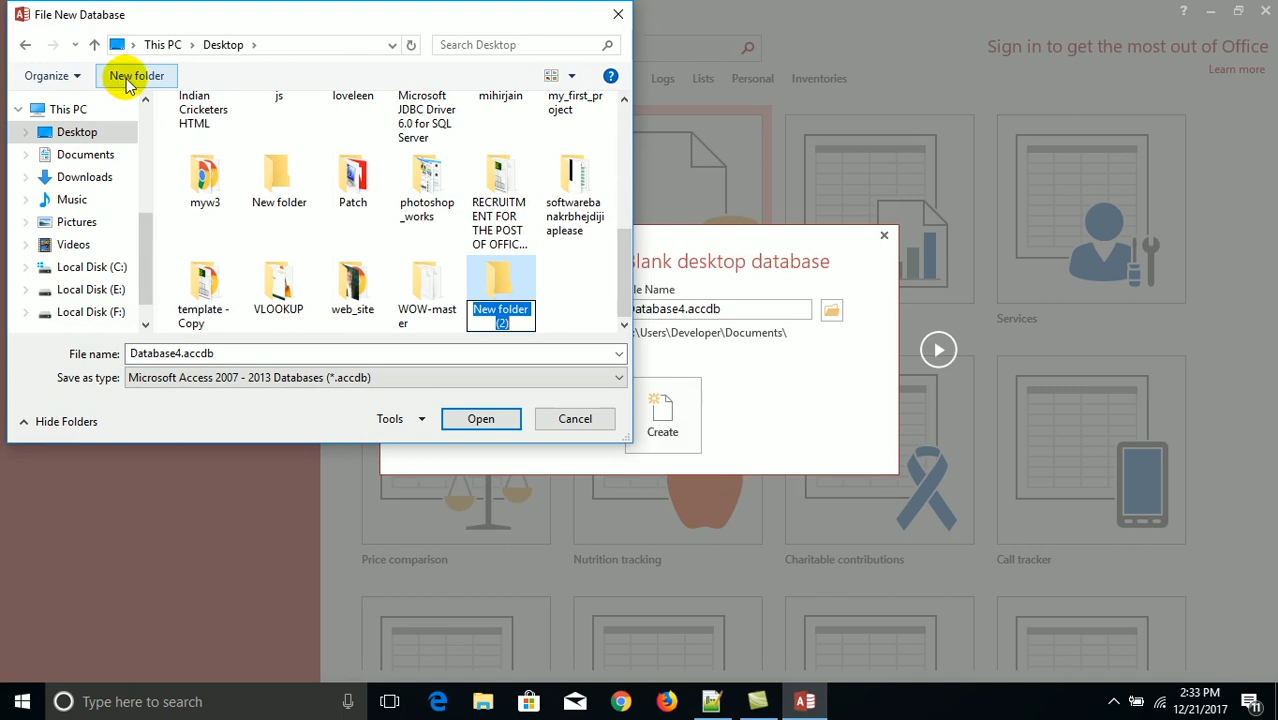 File New Database
This PC
Desktop
Search Desktop
Organize
New folder
This PC
Desktop
Documents
Downloads
Music
Pictures
Videos
Local Disk (C:)
Local Disk (E:)
Local Disk (F:)
Indian
Cricketers
HTML
js
loveleen
Microsoft
JDBC Driver
6.0 for SQL
Server
mihirjain
my_first_pr
oject
myw3
New folder
Patch
photoshop
_works
RECRUITM
ENT FOR
THE POST
OF OFFIC...
softwareba
nakrbhejdiji
aplease
template -
Copy
VLOOKUP
web_site
WOW-mast
er
New folder
(2)
File name:
Database4.accdb
Save as type:
Microsoft Access 2007 - 2013 Databases (*.accdb)
Hide Folders
Tools
Open
Cancel
?
Sign in to get the most out of Office
Learn more
Logs
Lists
Personal
Inventories
lank desktop database
le Name
atabase4.accdb
:\Users\Developer\Documents\
Create
Services
Price comparison
Nutrition tracking
Charitable contributions
Call tracker
Type here to search
2:33 PM
12/21/2017
11